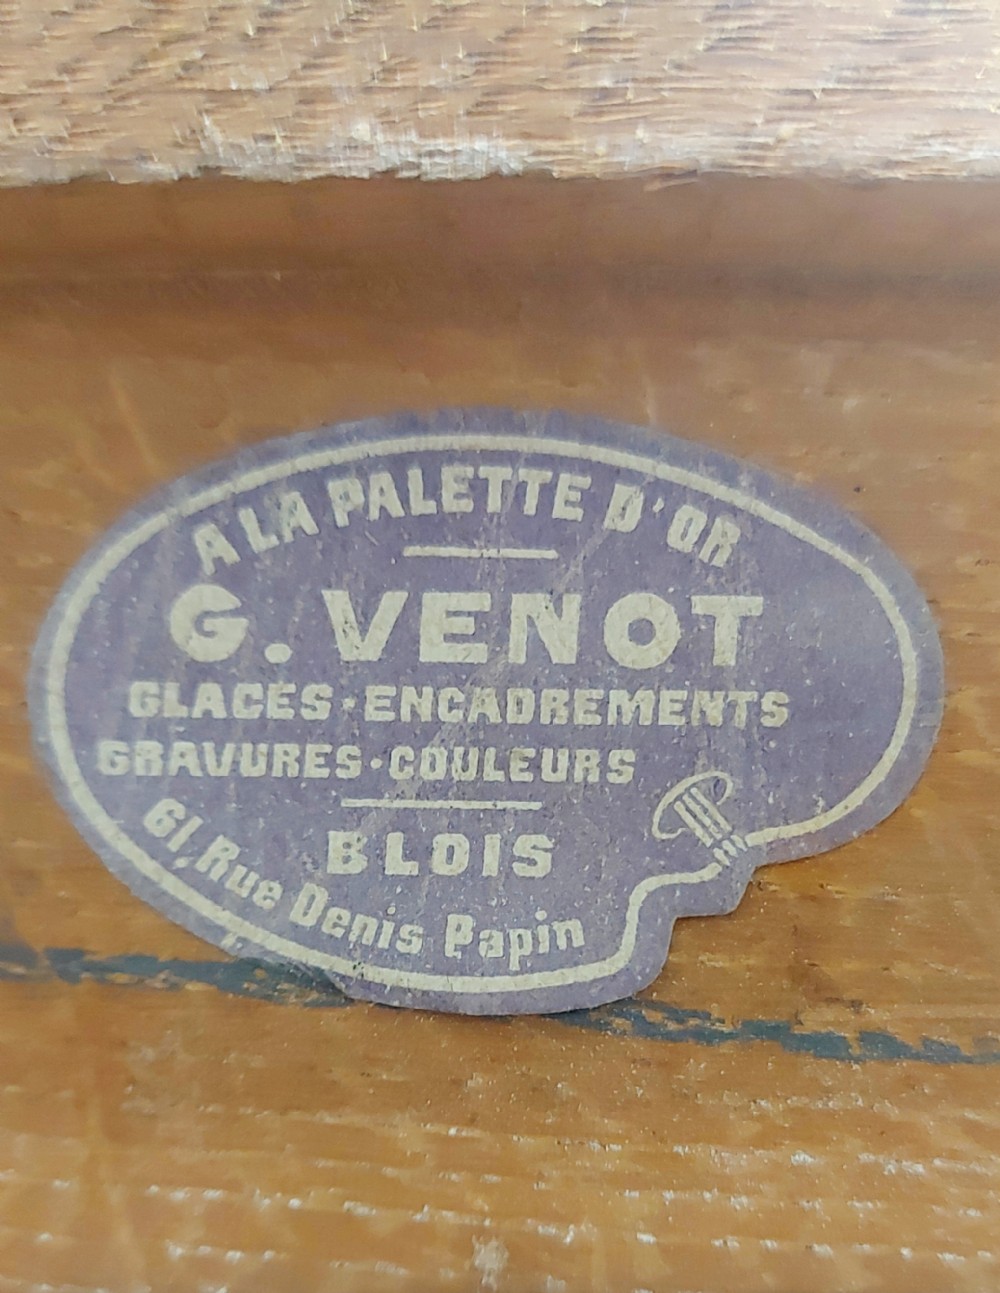 A LA PALETTE D'OR
G. VENOT
GLACES·ENCADREMENTS
GRAVURES·COULEURS
BLOIS
61, Rue Denis Papin